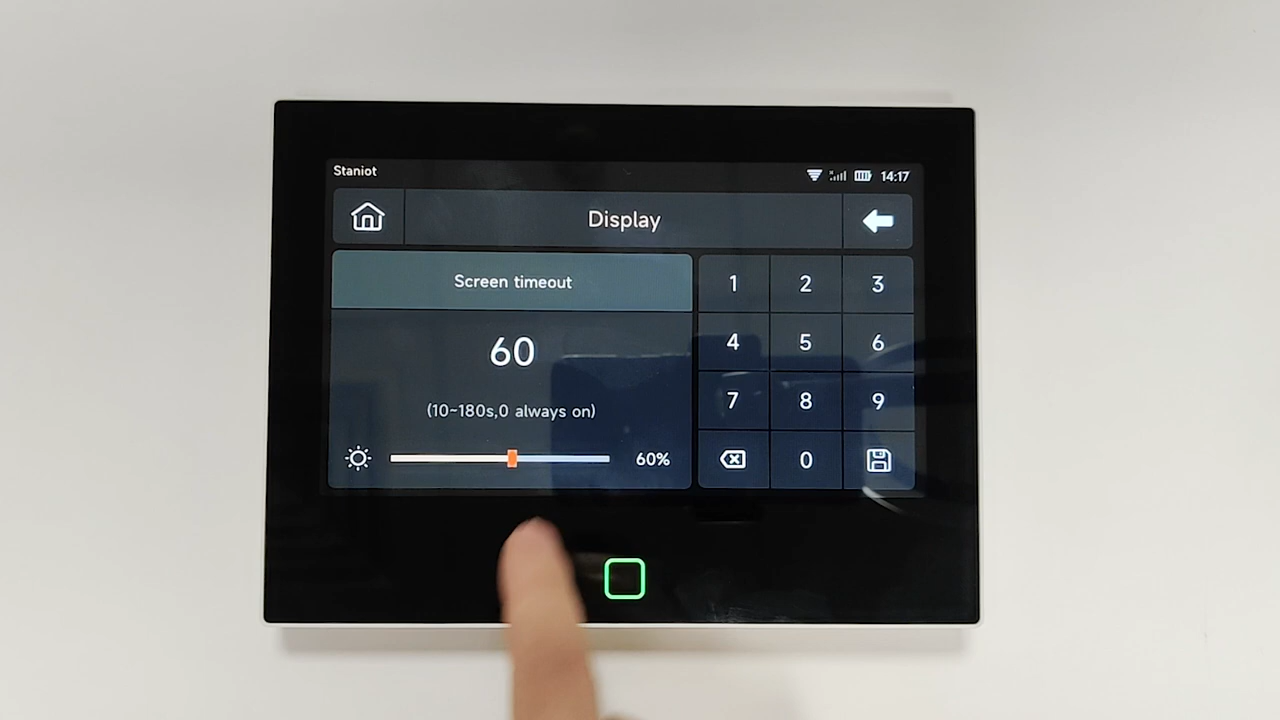 Staniot
14:17
Display
Screen timeout
60
(10~180s,0 always on)
60%
1 2 3
4 5 6
7 8 9
0